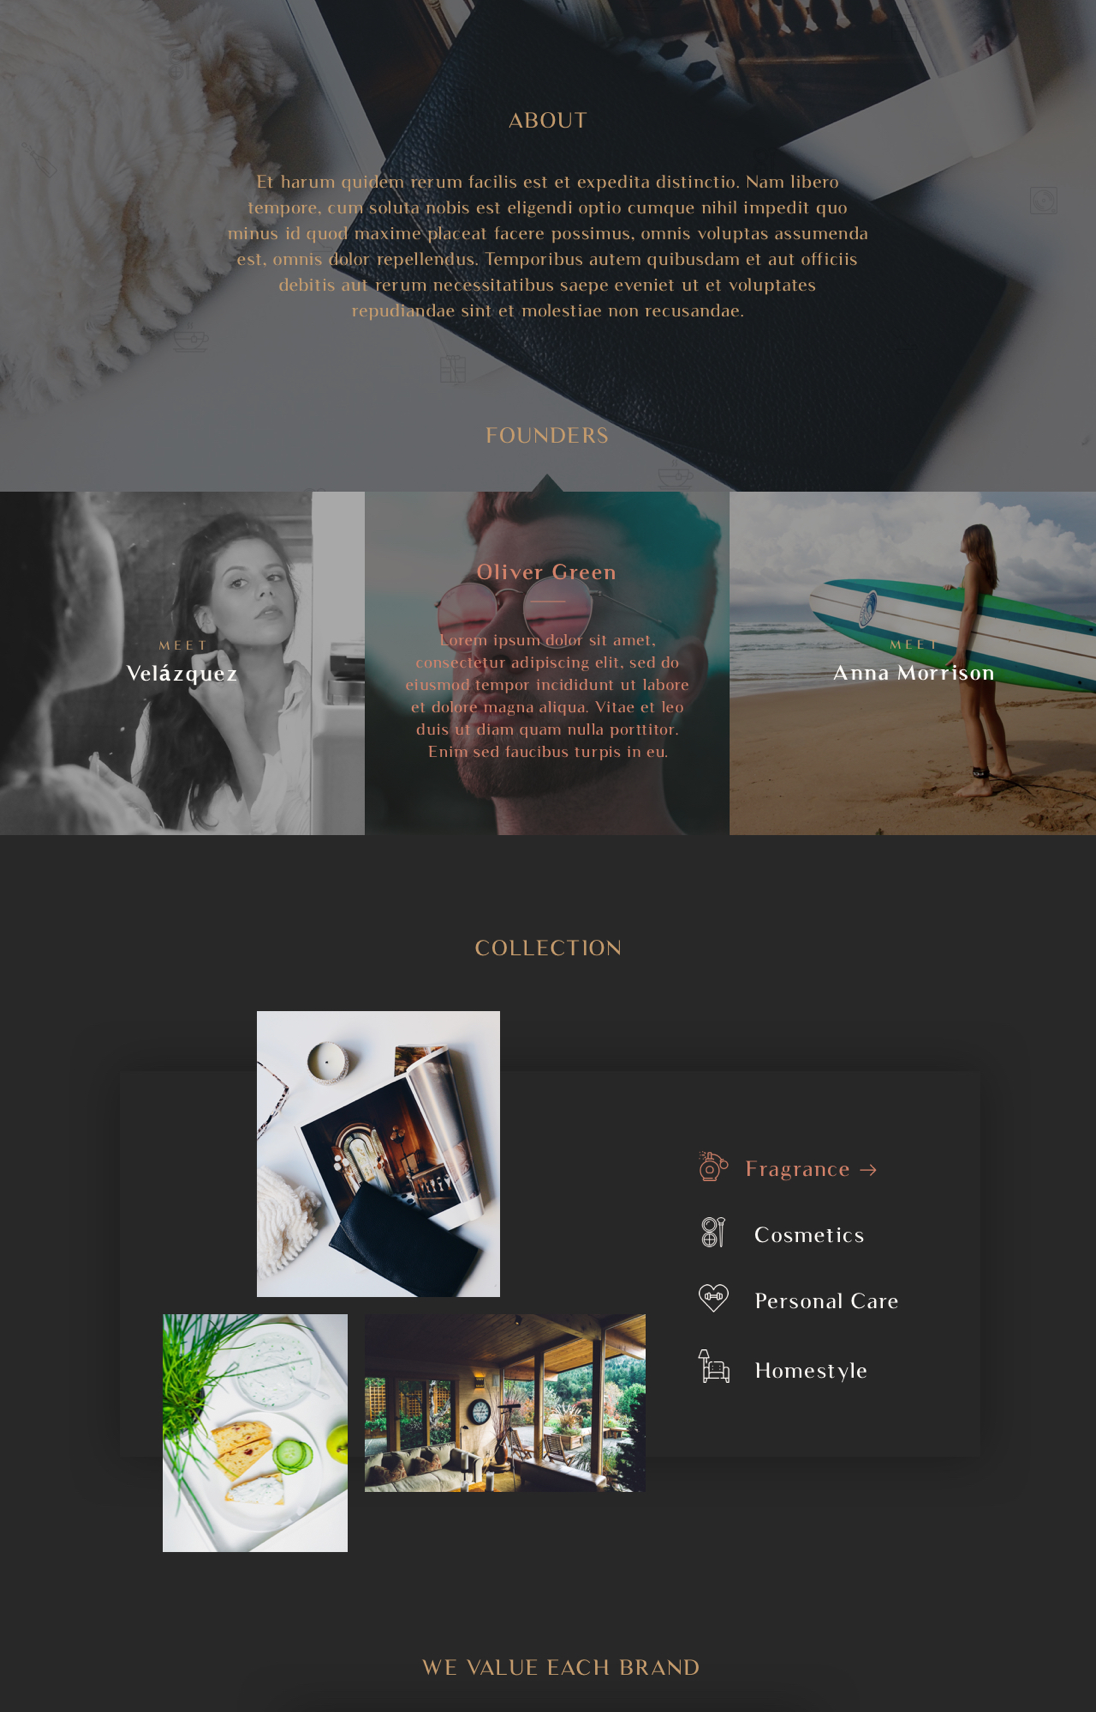 ABOUT
Et harum quidem rerum facilis est et expedita distinctio. Nam libero
tempore, cum soluta nobis est eligendi optio cumque nihil impedit quo
minus id quod maxime placeat facere possimus, omnis voluptas assumenda
est, omnis dolor repellendus. Temporibus autem quibusdam et aut officiis
debitis aut rerum necessitatibus saepe eveniet ut et voluptates
repudiandae sint et molestiae non recusandae.
FOUNDERS
MEET
Velázquez
Oliver Green
Lorem ipsum dolor sit amet,
consectetur adipiscing elit, sed do
eiusmod tempor incididunt ut labore
et dolore magna aliqua. Vitae et leo
duis ut diam quam nulla porttitor.
Enim sed faucibus turpis in eu.
MEET
Anna Morrison
COLLECTION
Fragrance →
Cosmetics
Personal Care
Homestyle
WE VALUE EACH BRAND